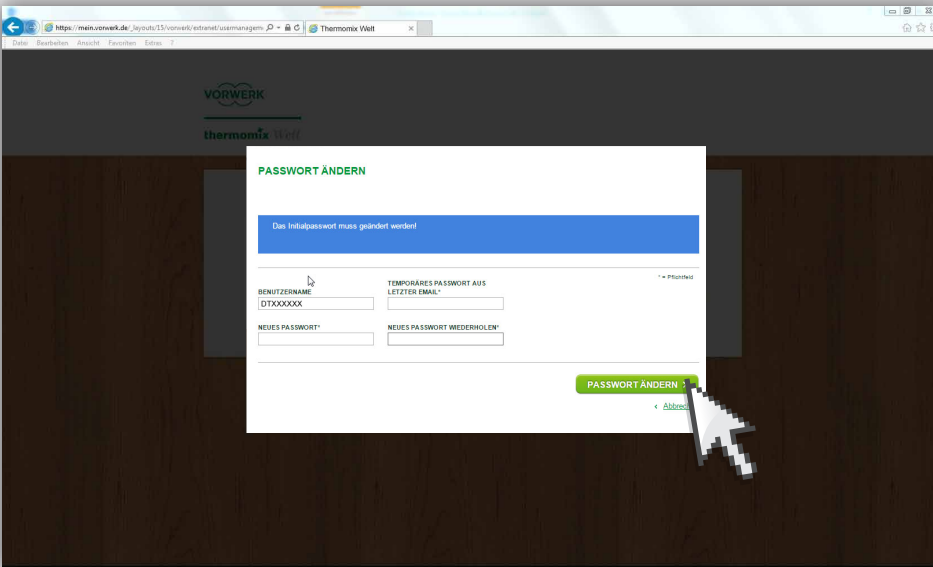 https://mein.vorwerk.de/_layouts/15/vorwerk/extranet/usermanagem
Thermomix Welt
Datei Bearbeiten Ansicht Favoriten Extras ?
VORWERK
thermomix Welt
PASSWORT ÄNDERN
Das Initialpasswort muss geändert werden!
* = Pflichtfeld
BENUTZERNAME
TEMPORÄRES PASSWORT AUS
LETZTER EMAIL*
DTXXXXXX
NEUES PASSWORT*
NEUES PASSWORT WIEDERHOLEN*
PASSWORT ÄNDERN
Abbrec